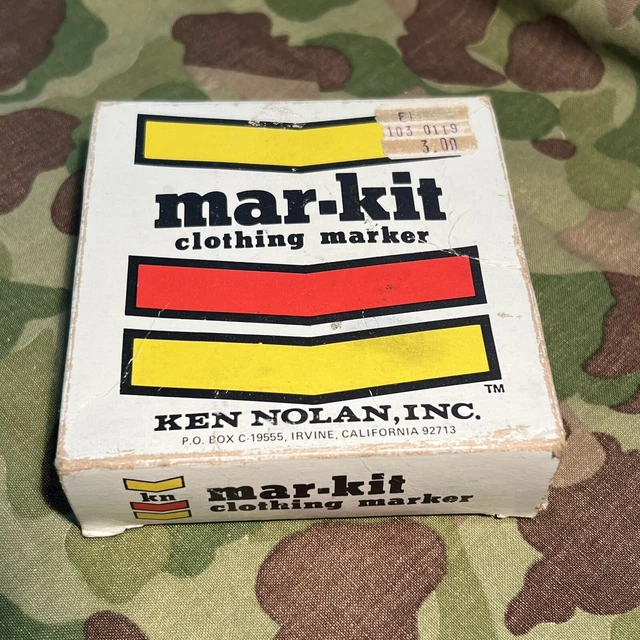 103 0119
3.00
mar-kit
clothing marker
TM
KEN NOLAN, INC.
P.O. BOX C-19555, IRVINE, CALIFORNIA 92713
kn
mar-kit
clothing marker